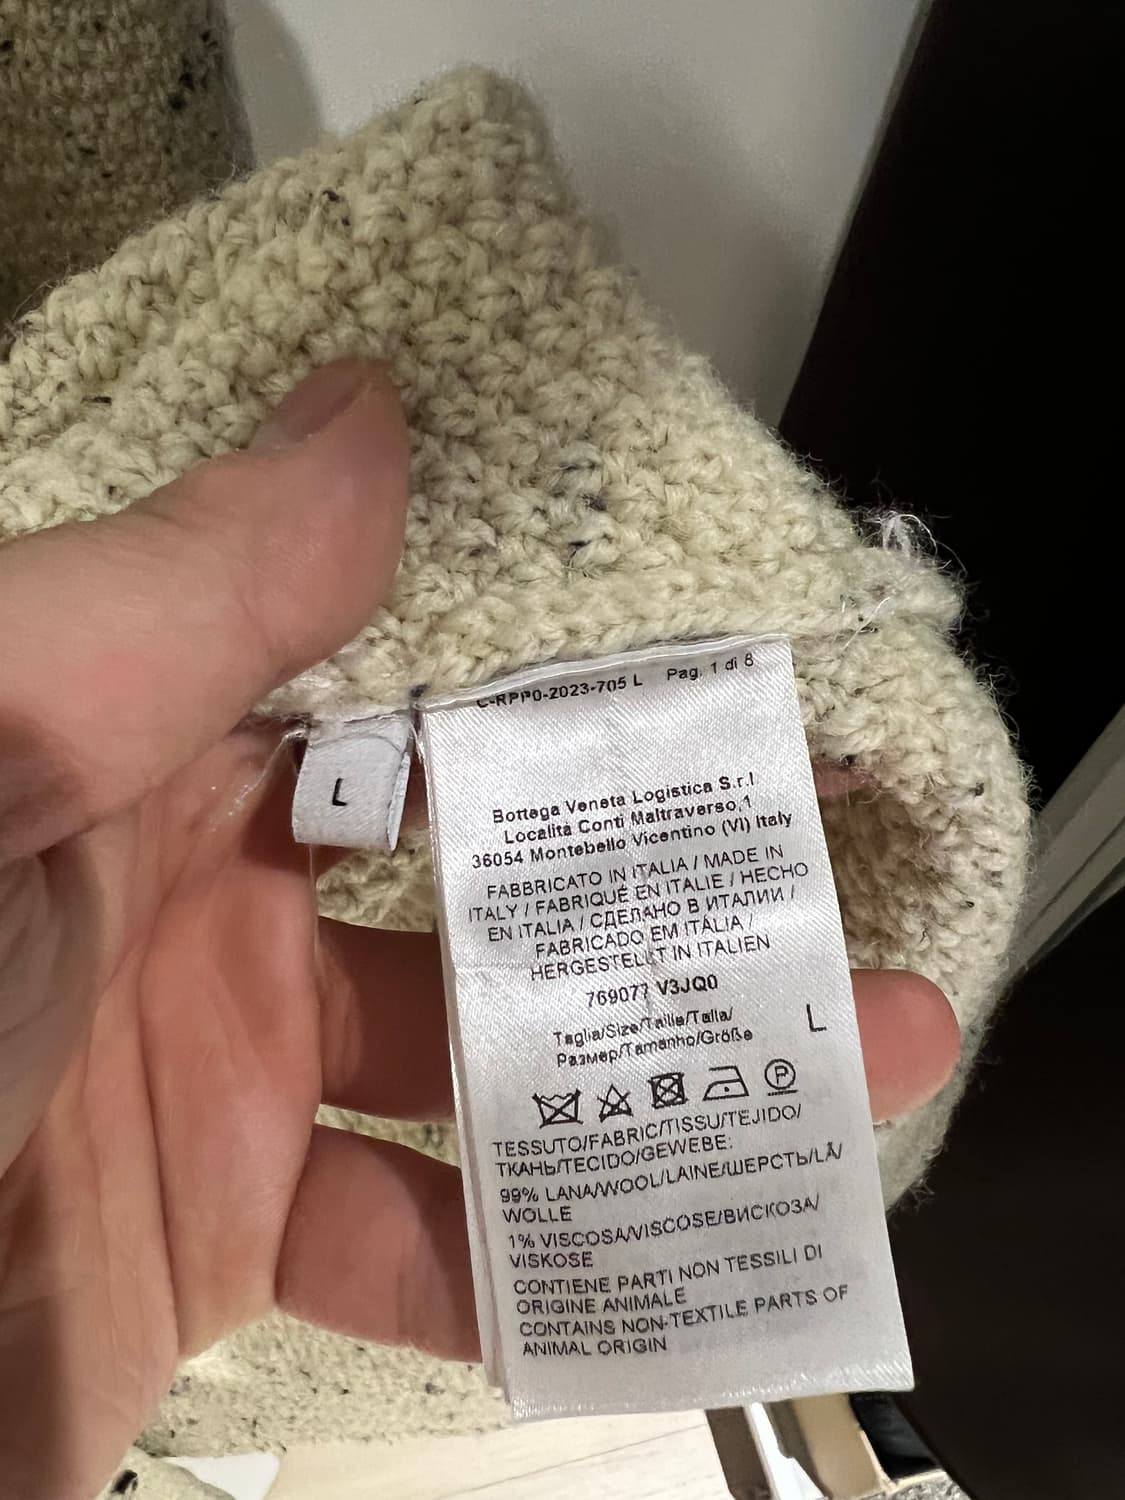 C-RPP0-2023-705 L Pag. 1 di 8
L
Bottega Veneta Logistica S.r.l
Localita Conti Maltraverso,1
36054 Montebello Vicentino (VI) Italy
FABBRICATO IN ITALIA / MADE IN
ITALY / FABRIQUÉ EN ITALIE / HECHO
EN ITALIA / СДЕЛАНО В ИТАЛИИ /
FABRICADO EM ITÁLIA /
HERGESTELLT IN ITALIEN
769077 V3JQ0
Taglia/Size/Taille/Talla/
Размер/Tamanho/Größe
L
P
TESSUTO/FABRIC/TISSU/TEJIDO/
ТКАНЬ/TECIDO/GEWEBE:
99% LANA/WOOL/LAINE/ШЕРСТЬ/LÃ/
WOLLE
1% VISCOSA/VISCOSE/ВИСКОЗА/
VISKOSE
CONTIENE PARTI NON TESSILI DI
ORIGINE ANIMALE
CONTAINS NON-TEXTILE PARTS OF
ANIMAL ORIGIN